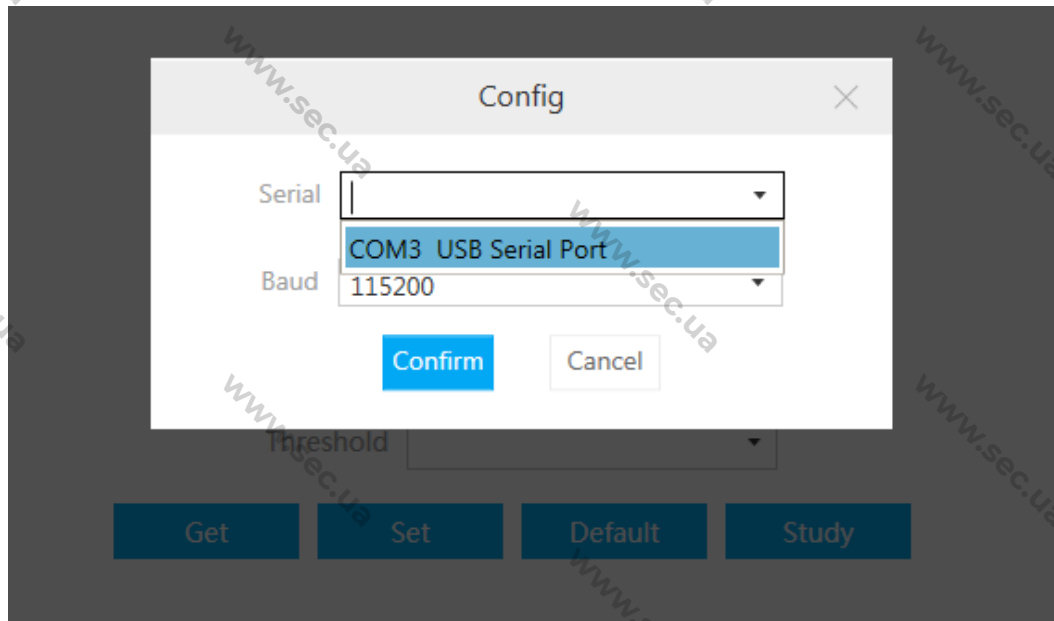 Config
Serial
COM3 USB Serial Port
Baud 115200
Confirm Cancel
Threshold
Get Set Default Study
www.sec.ua
www.sec.ua
www.sec.ua
www.sec.ua
www.sec.ua
www.
ua